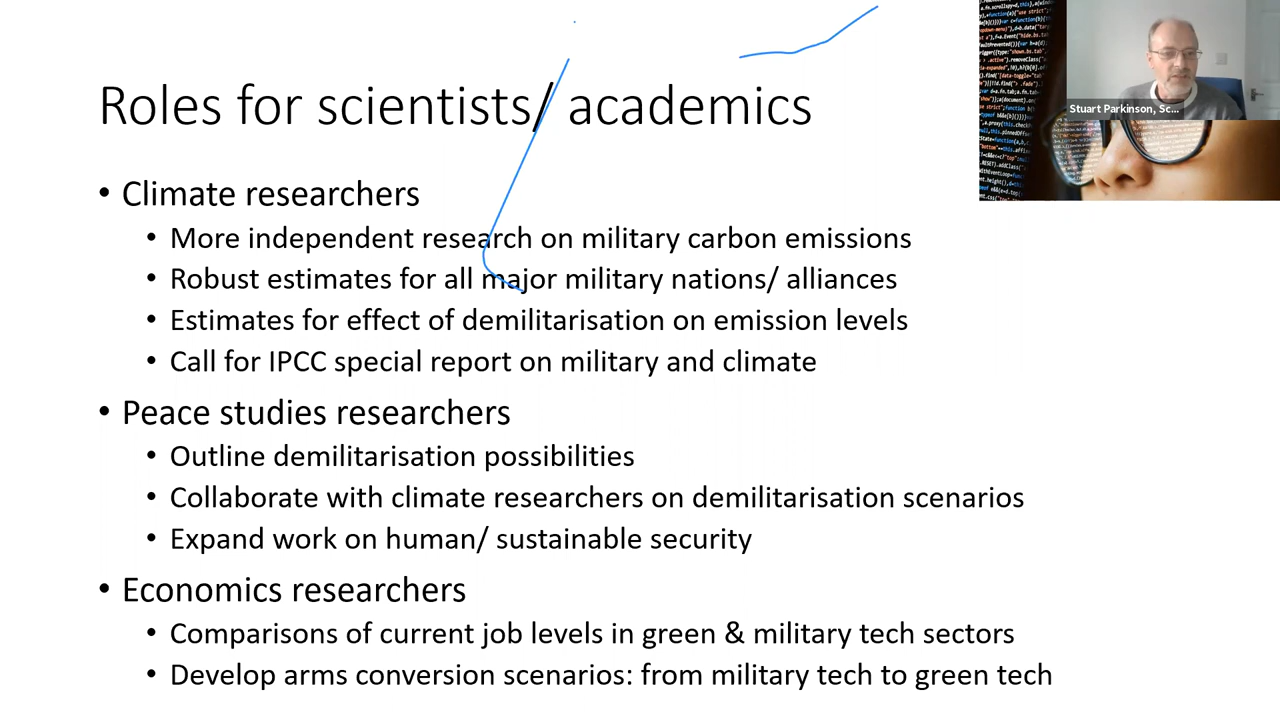 Roles for scientists/ academics
• Climate researchers
• More independent research on military carbon emissions
• Robust estimates for all major military nations/ alliances
• Estimates for effect of demilitarisation on emission levels
• Call for IPCC special report on military and climate
• Peace studies researchers
• Outline demilitarisation possibilities
• Collaborate with climate researchers on demilitarisation scenarios
• Expand work on human/ sustainable security
• Economics researchers
• Comparisons of current job levels in green & military tech sectors
• Develop arms conversion scenarios: from military tech to green tech
Stuart Parkinson, Sc...